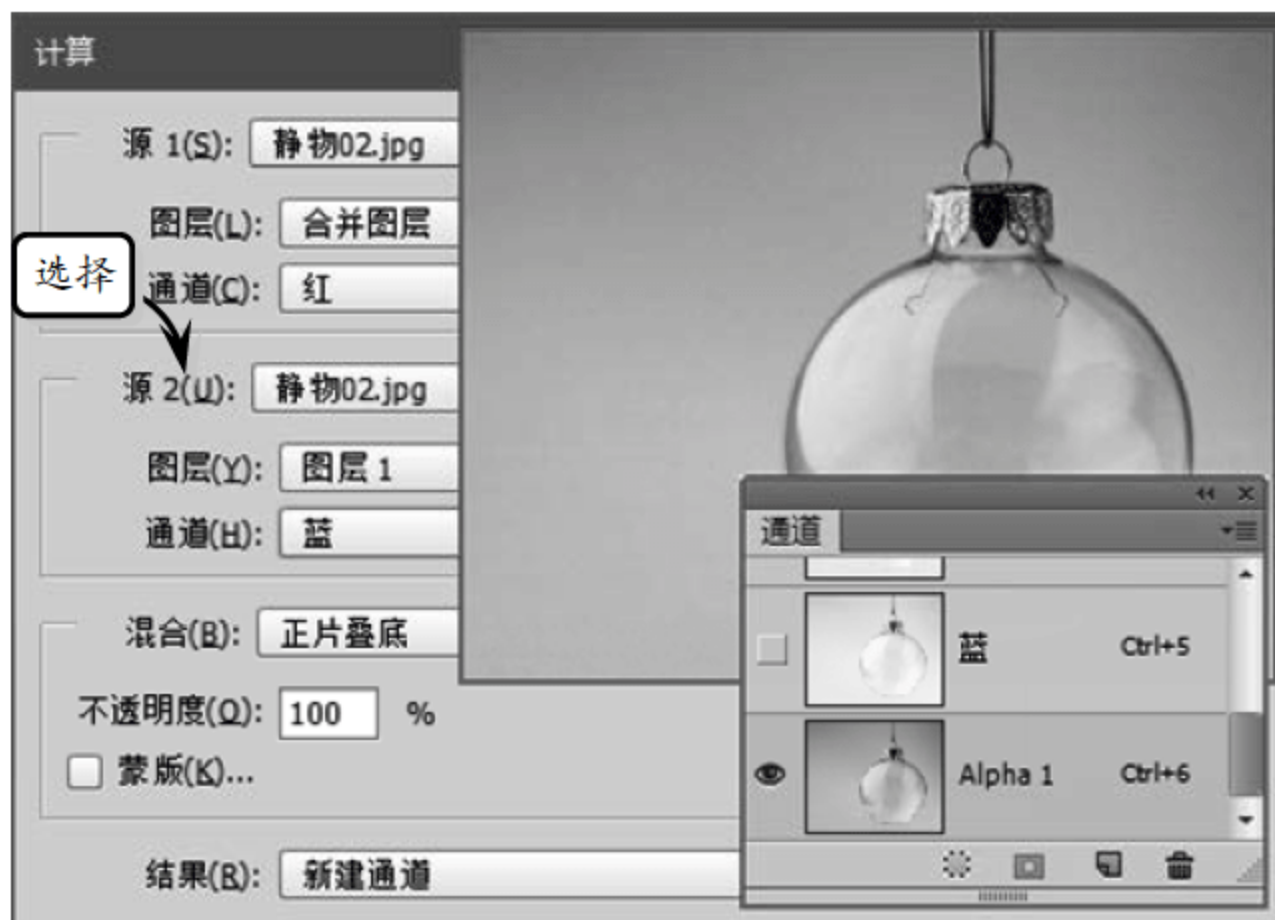 计算
源 1(S): 静物02.jpg
图层(L): 合并图层
选择
通道(C): 红
源 2(U): 静物02.jpg
图层(Y): 图层 1
通道(H): 蓝
混合(B): 正片叠底
不透明度(O): 100 %
蒙版(K)...
结果(R): 新建通道
通道
蓝 Ctrl+5
Alpha 1 Ctrl+6